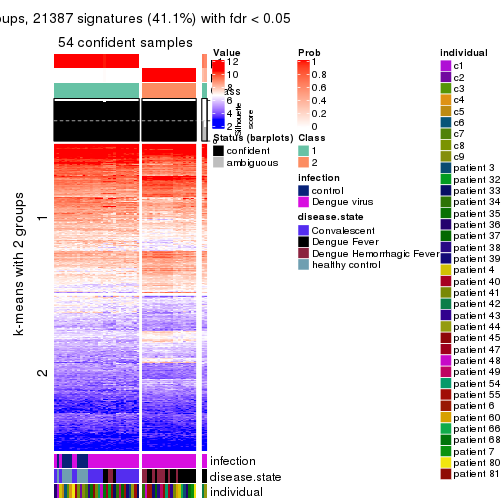 oups, 21387 signatures (41.1%) with fdr < 0.05
54 confident samples
k-means with 2 groups
1
2
Value
12
10
8
6
4
2
Silhouette
score
Status (barplots)
confident
ambiguous
Prob
1
0.8
0.6
0.4
0.2
0
Class
1
2
infection
control
Dengue virus
disease.state
Convalescent
Dengue Fever
Dengue Hemorrhagic Fever
healthy control
individual
c1
c2
c3
c4
c5
c6
c7
c8
c9
patient 3
patient 32
patient 33
patient 34
patient 35
patient 36
patient 37
patient 38
patient 39
patient 4
patient 40
patient 41
patient 42
patient 43
patient 44
patient 45
patient 47
patient 48
patient 49
patient 54
patient 55
patient 6
patient 60
patient 66
patient 68
patient 7
patient 80
patient 81
infection
disease.state
individual